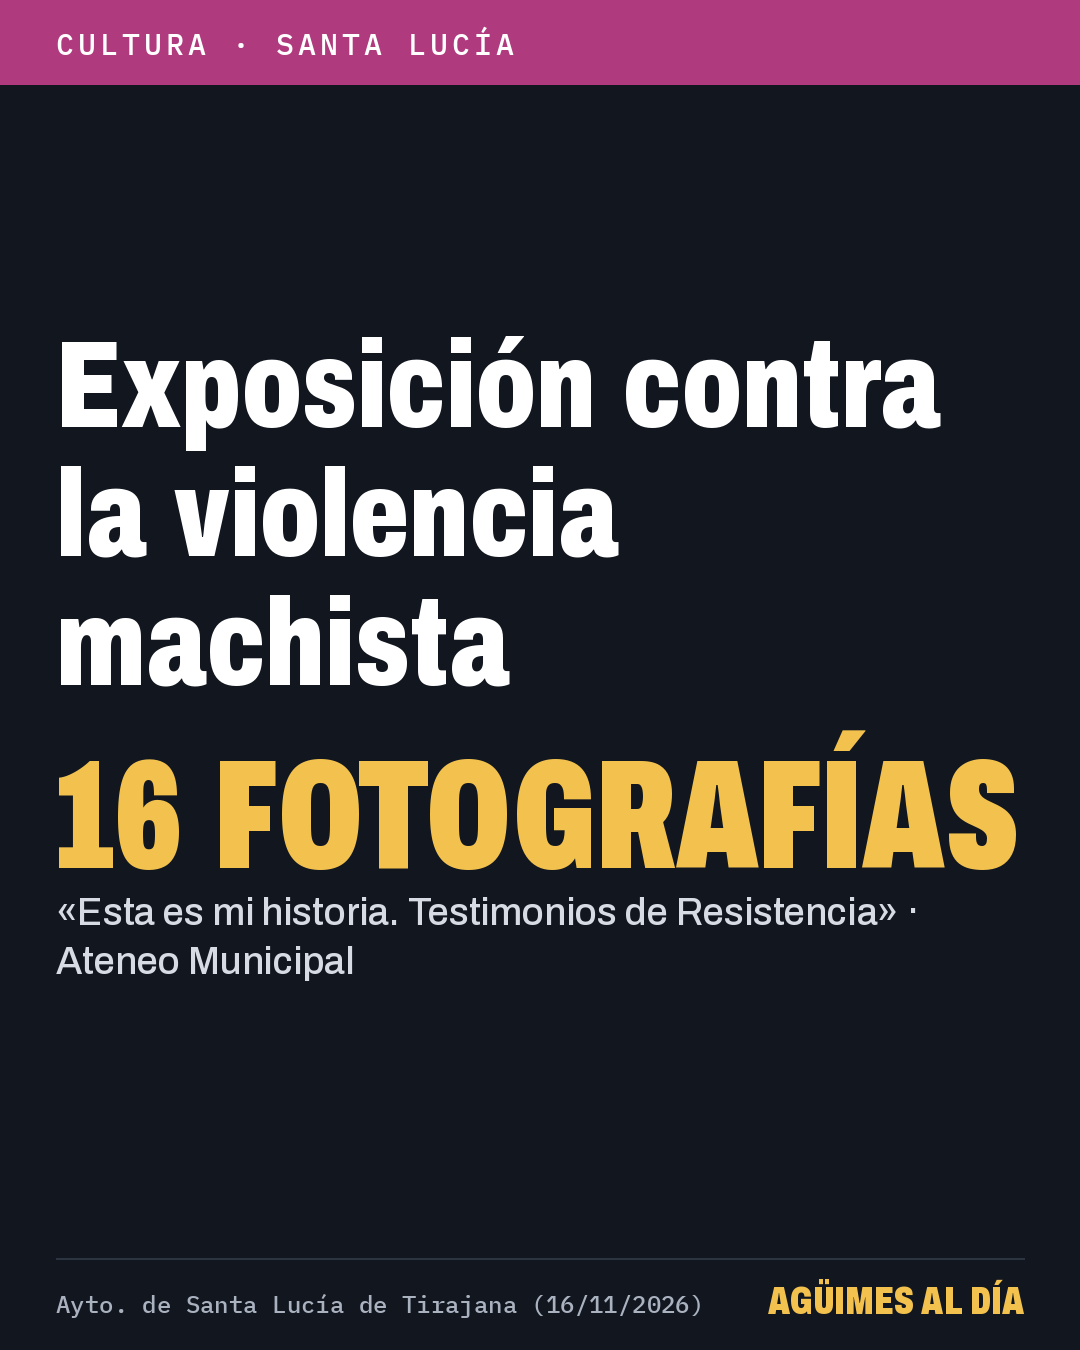 CULTURA · SANTA LUCÍA
Exposición contra
la violencia
machista
16 FOTOGRAFÍAS
«Esta es mi historia. Testimonios de Resistencia» ·
Ateneo Municipal
Ayto. de Santa Lucía de Tirajana (16/11/2026)
AGÜIMES AL DÍA